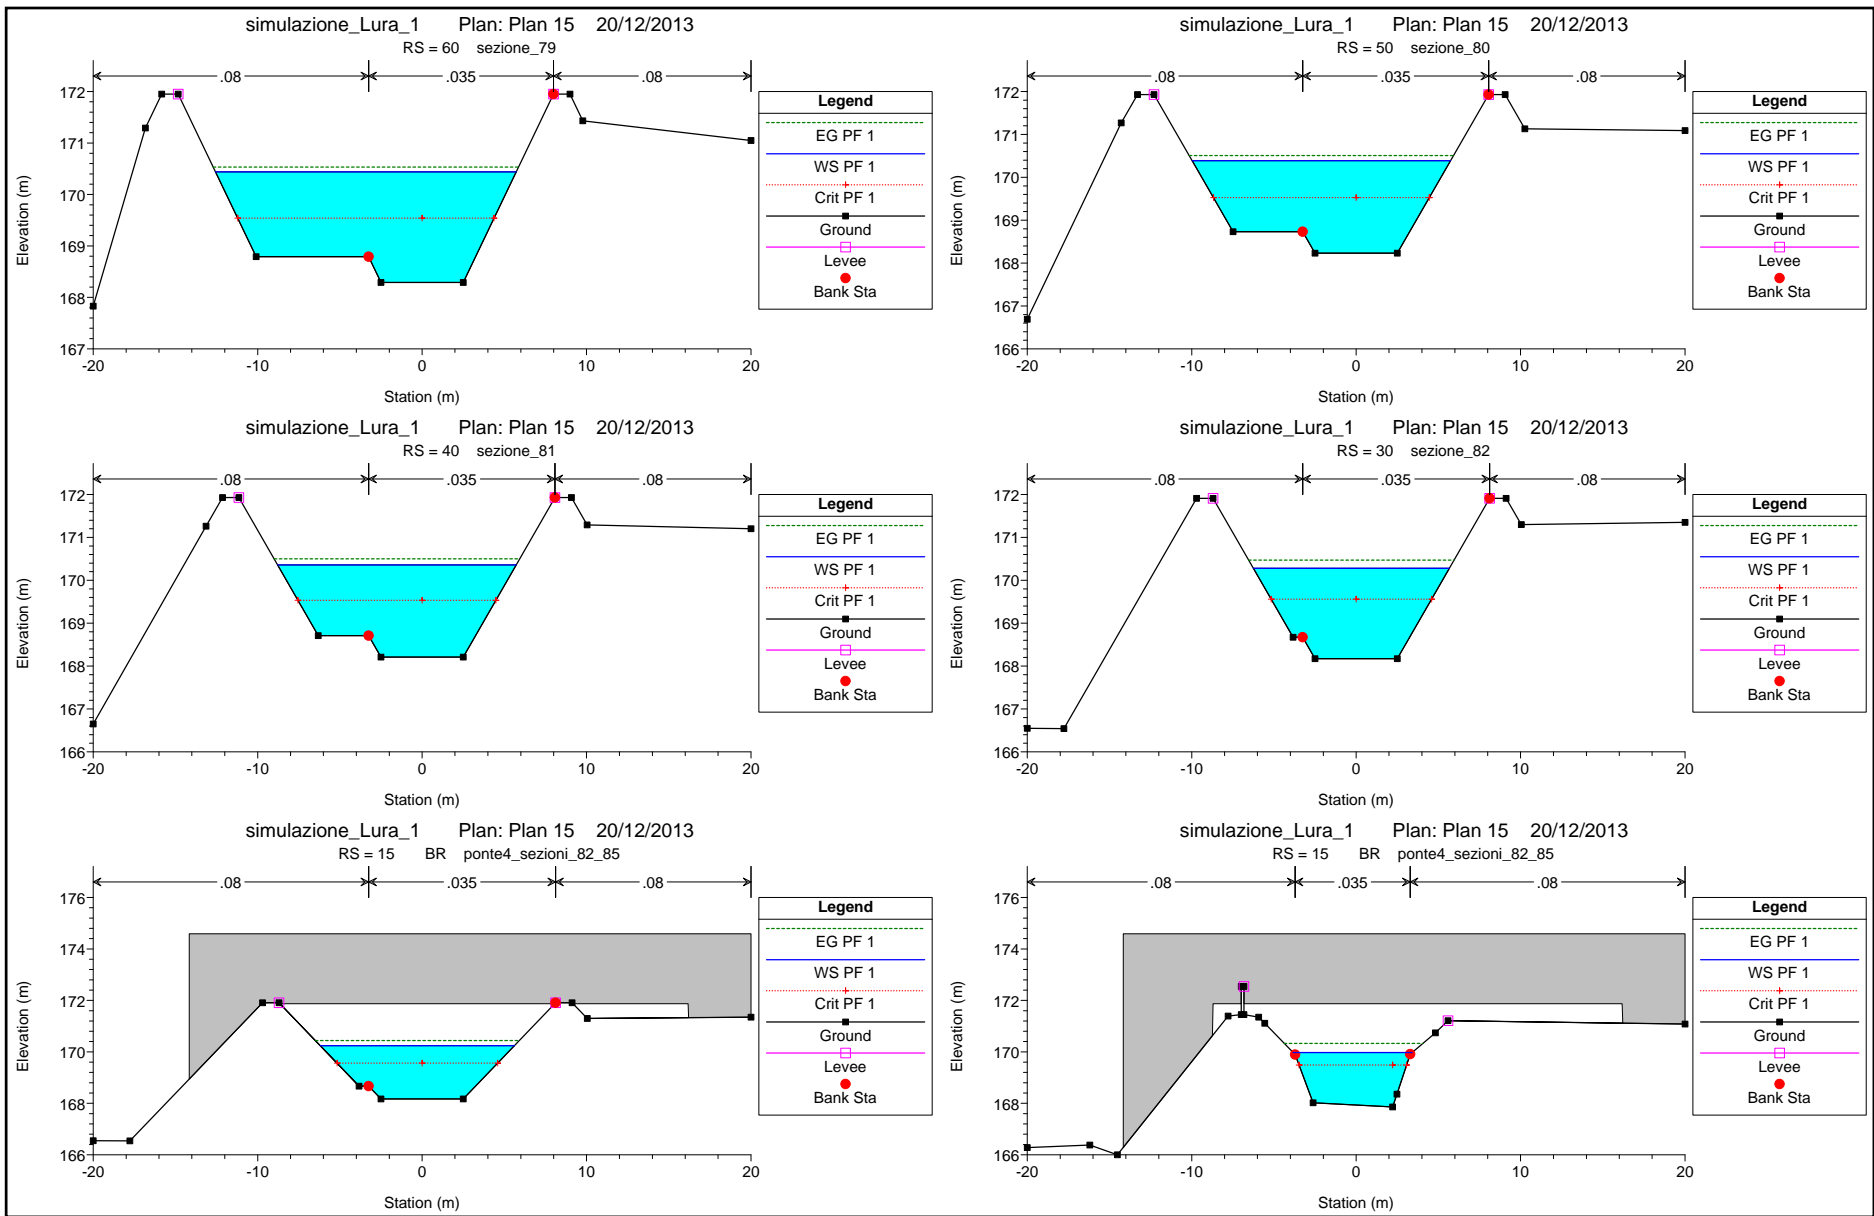 simulazione_Lura_1 Plan: Plan 15 20/12/2013
RS = 60 sezione_79
.08 .035 .08
172
171
170
169
168
167
Elevation (m)
-20 -10 0 10 20
Station (m)
Legend
EG PF 1
WS PF 1
Crit PF 1
Ground
Levee
Bank Sta
simulazione_Lura_1 Plan: Plan 15 20/12/2013
RS = 50 sezione_80
.08 .035 .08
172
171
170
169
168
167
166
Elevation (m)
-20 -10 0 10 20
Station (m)
Legend
EG PF 1
WS PF 1
Crit PF 1
Ground
Levee
Bank Sta
simulazione_Lura_1 Plan: Plan 15 20/12/2013
RS = 40 sezione_81
.08 .035 .08
172
171
170
169
168
167
166
Elevation (m)
-20 -10 0 10 20
Station (m)
Legend
EG PF 1
WS PF 1
Crit PF 1
Ground
Levee
Bank Sta
simulazione_Lura_1 Plan: Plan 15 20/12/2013
RS = 30 sezione_82
.08 .035 .08
172
171
170
169
168
167
166
Elevation (m)
-20 -10 0 10 20
Station (m)
Legend
EG PF 1
WS PF 1
Crit PF 1
Ground
Levee
Bank Sta
simulazione_Lura_1 Plan: Plan 15 20/12/2013
RS = 15 BR ponte4_sezioni_82_85
.08 .035 .08
176
174
172
170
168
166
Elevation (m)
-20 -10 0 10 20
Station (m)
Legend
EG PF 1
WS PF 1
Crit PF 1
Ground
Levee
Bank Sta
simulazione_Lura_1 Plan: Plan 15 20/12/2013
RS = 15 BR ponte4_sezioni_82_85
.08 .035 .08
176
174
172
170
168
166
Elevation (m)
-20 -10 0 10 20
Station (m)
Legend
EG PF 1
WS PF 1
Crit PF 1
Ground
Levee
Bank Sta